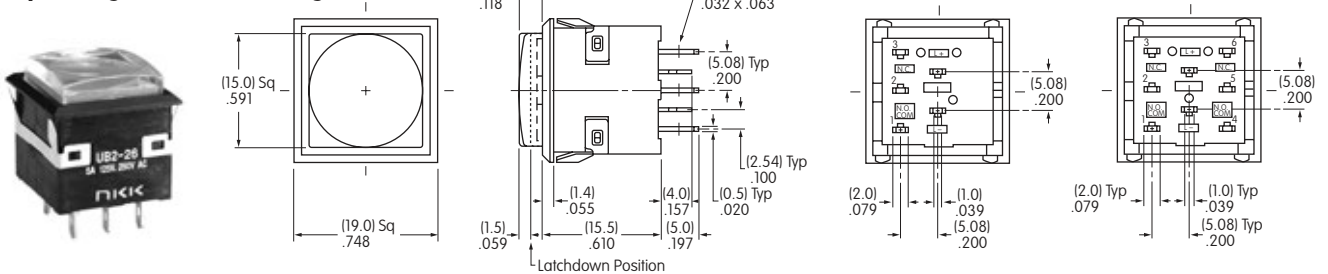 .118
.032 x .063
(15.0) Sq
.591
(19.0) Sq
.748
(5.08) Typ
.200
(2.54) Typ
.100
(0.5) Typ
.020
(1.4)
.055
(4.0)
.157
(1.5)
.059
(15.5)
.610
(5.0)
.197
Latchdown Position
UB2-26
5A 125V, 250V AC
NKK
3
L+
N.C.
2
N.O.
COM
1
L-
(5.08)
.200
(2.0)
.079
(1.0)
.039
(5.08)
.200
3
L+
6
N.C.
N.C.
2
5
N.O.
COM
N.O.
COM
1
L-
4
(5.08)
.200
(2.0) Typ
.079
(1.0) Typ
.039
(5.08) Typ
.200